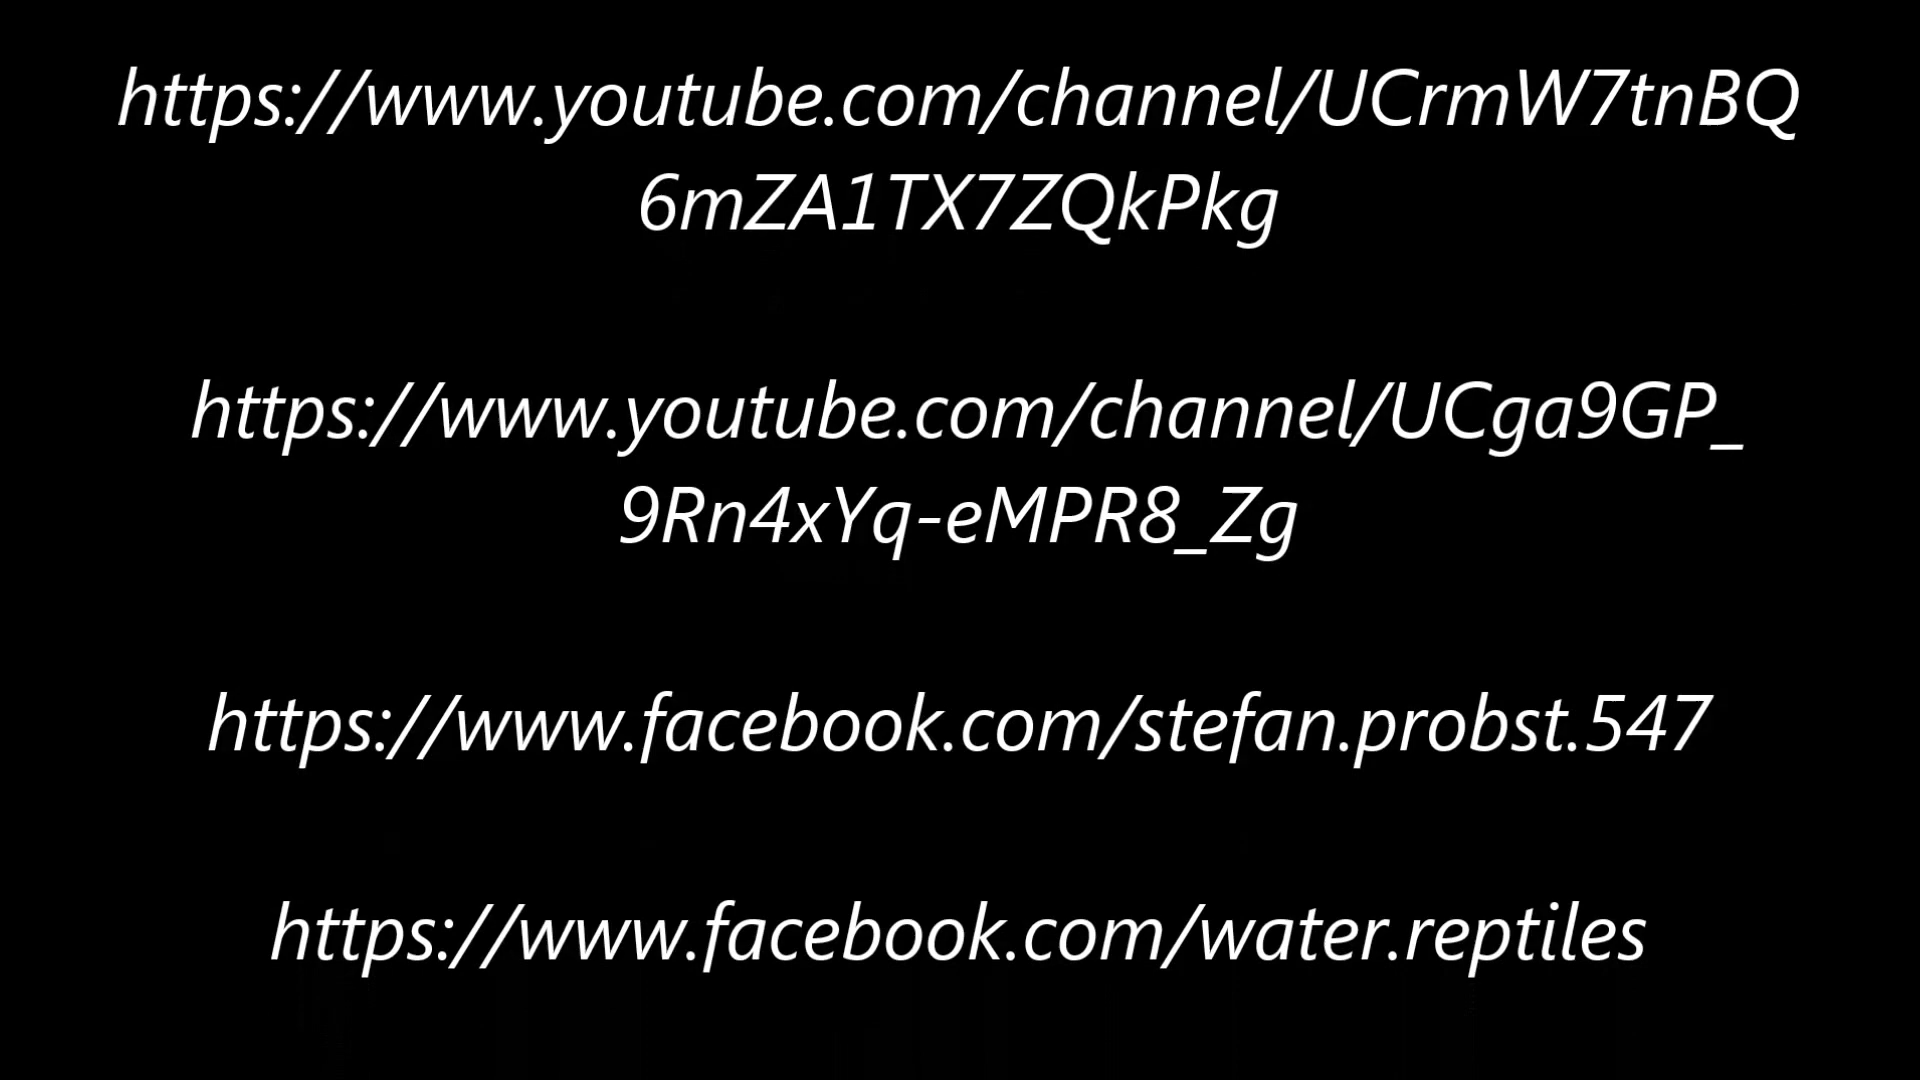 https://www.youtube.com/channel/UCrmW7tnBQ
6mZA1TX7ZQkPkg
https://www.youtube.com/channel/UCga9GP_
9Rn4xYq-eMPR8_Zg
https://www.facebook.com/stefan.probst.547
https://www.facebook.com/water.reptiles